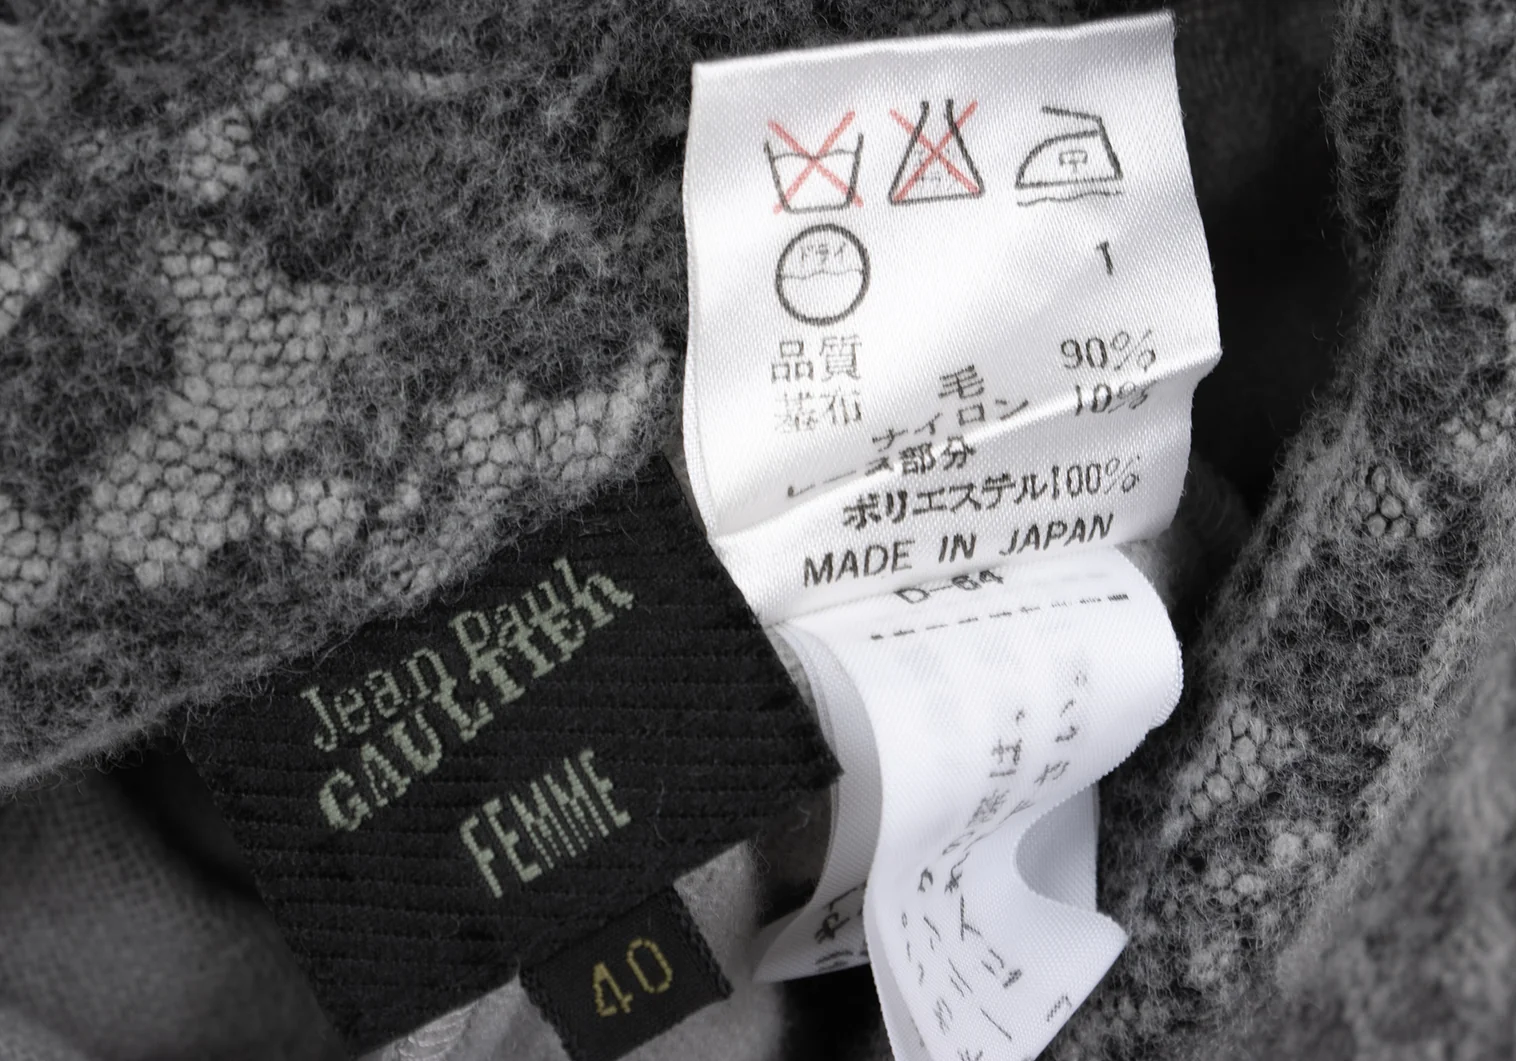 中
ドライ
1
品質
毛 90%
基布
ナイロン 10%
レース部分
ポリエステル100%
MADE IN JAPAN
D-64
Jean Paul
GAULTIER
FEMME
40